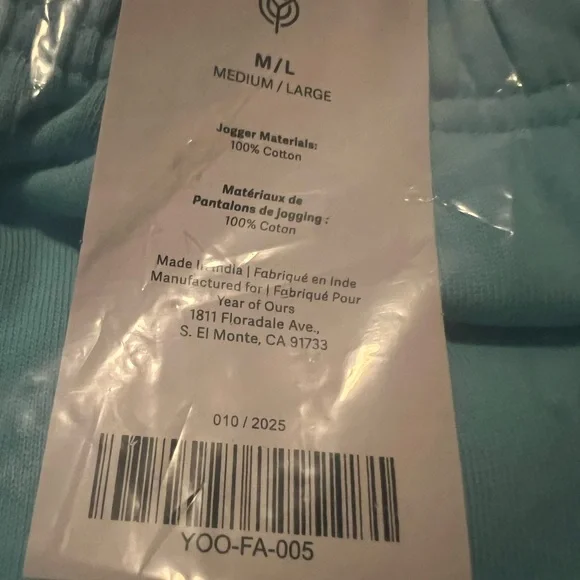 M/L
MEDIUM / LARGE
Jogger Materials:
100% Cotton
Matériaux de
Pantalons de jogging :
100% Coton
Made In India | Fabriqué en Inde
Manufactured for | Fabriqué Pour
Year of Ours
1811 Floradale Ave.,
S. El Monte, CA 91733
010 / 2025
YOO-FA-005